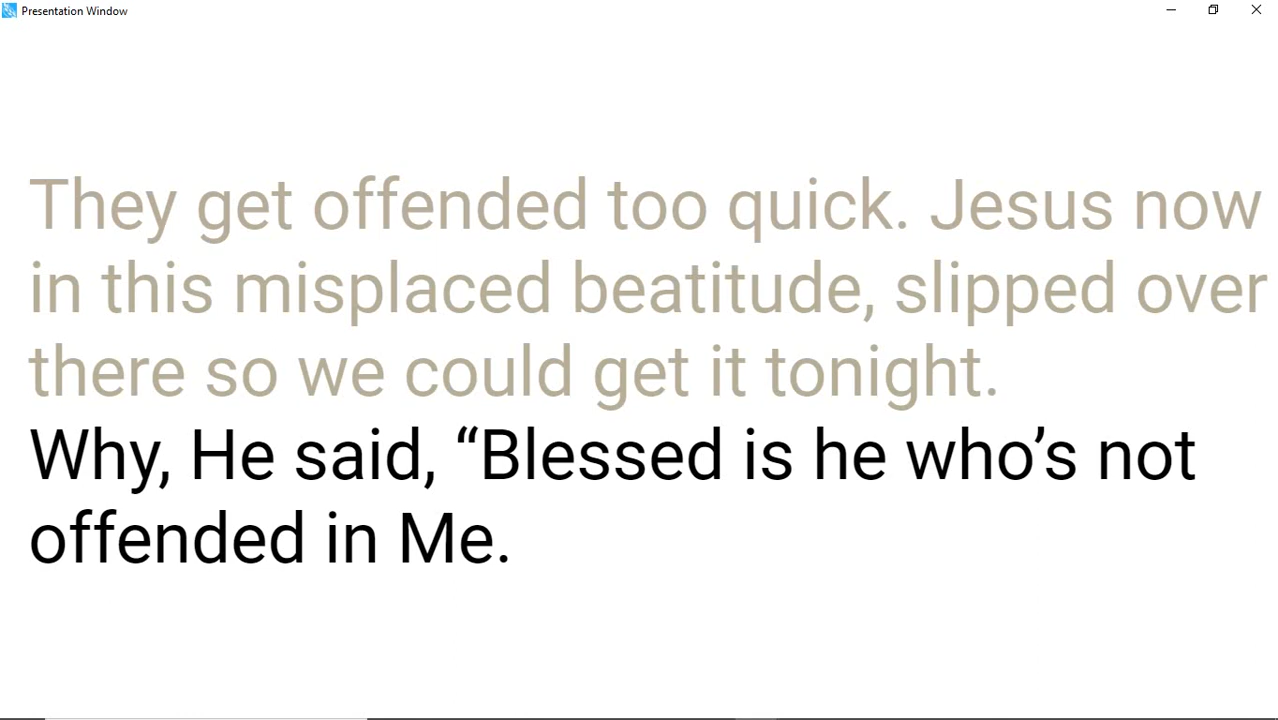 Presentation Window
They get offended too quick. Jesus now
in this misplaced beatitude, slipped over
there so we could get it tonight.
Why, He said, “Blessed is he who’s not
offended in Me.